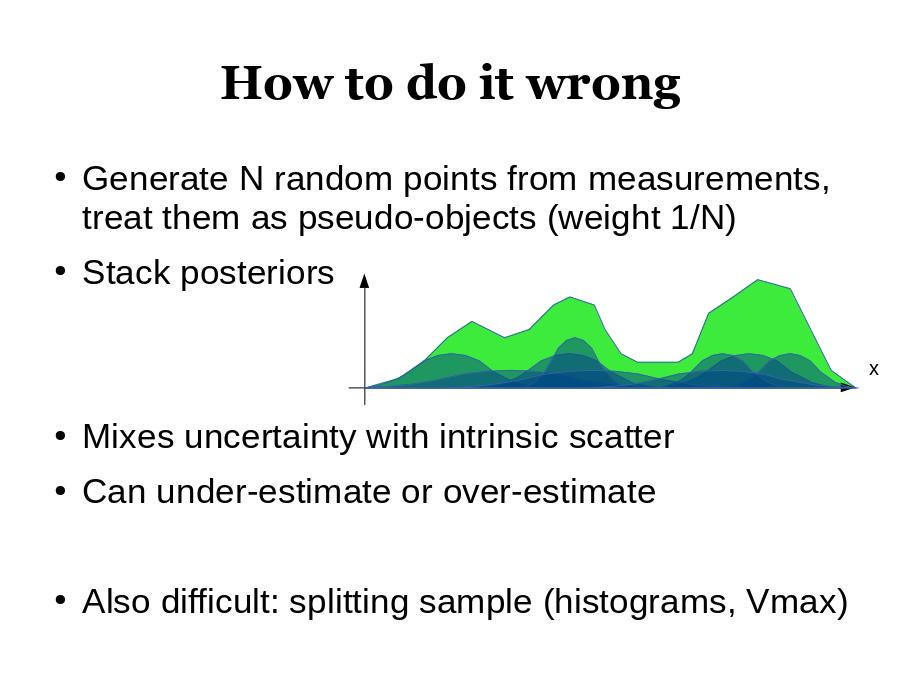 How to do it wrong
• Generate N random points from measurements,
treat them as pseudo-objects (weight 1/N)
• Stack posteriors
x
• Mixes uncertainty with intrinsic scatter
• Can under-estimate or over-estimate
• Also difficult: splitting sample (histograms, Vmax)